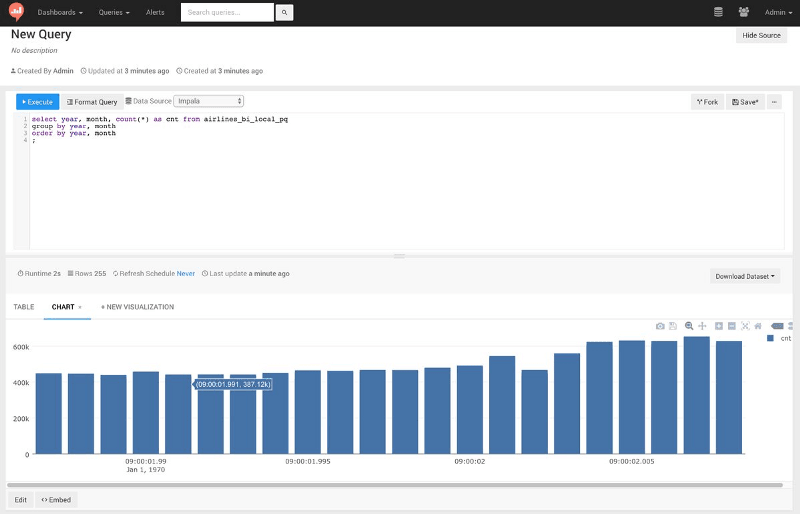 Dashboards Queries Alerts Search queries... Admin
New Query
Hide Source
No description
Created By Admin Updated at 3 minutes ago Created at 3 minutes ago
Execute Format Query Data Source Impala Fork Save* ...
1 select year, month, count(*) as cnt from airlines_bi_local_pq
2 group by year, month
3 order by year, month
4 ;
Runtime 2s Rows 255 Refresh Schedule Never Last update a minute ago Download Dataset
TABLE CHART × + NEW VISUALIZATION
cnt
600k
400k
(09:00:01.991, 387.12k)
200k
0
09:00:01.99 09:00:01.995 09:00:02 09:00:02.005
Jan 1, 1970
Edit <> Embed